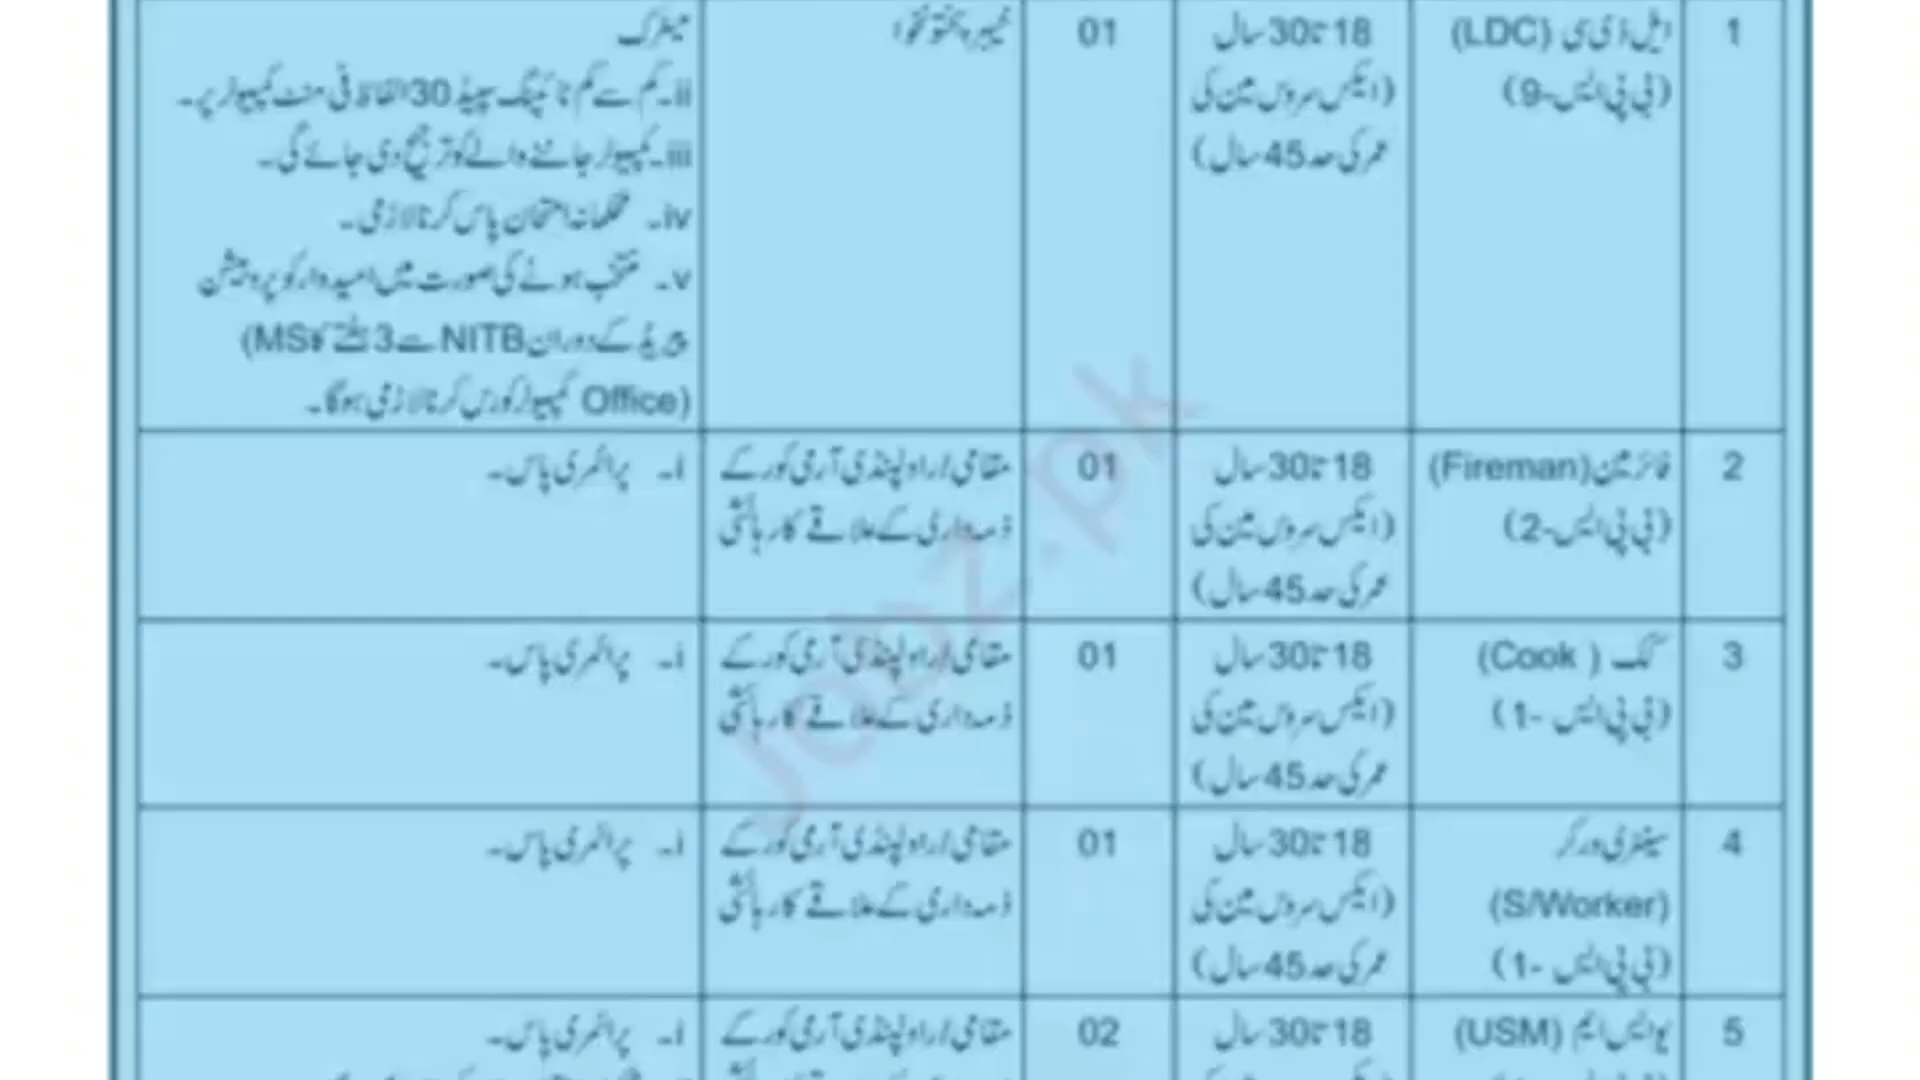 1
ایل ڈی سی (LDC)
(بی پی ایس-9)
18 تا 30 سال
(ایکس سروس مین کی
عمر کی حد 45 سال)
01
خیبر پختونخوا
میٹرک
ii۔ کم سے کم ٹائپنگ سپیڈ 30 الفاظ فی منٹ کمپیوٹر پر۔
iii۔ کمپیوٹر جاننے والے کو ترجیح دی جائے گی۔
iv۔ محکمانہ امتحان پاس کرنا لازمی۔
v۔ منتخب ہونے کی صورت میں امیدوار کو پروبیشن
پیریڈ کے دوران NITB سے 3 ہفتے کا (MS
Office) کمپیوٹر کورس کرنا لازمی ہوگا۔
2
فائر مین (Fireman)
(بی پی ایس-2)
18 تا 30 سال
(ایکس سروس مین کی
عمر کی حد 45 سال)
01
مقامی/راولپنڈی آرمی کور کے
ذمہ داری کے علاقے کا رہائشی
i۔ پرائمری پاس۔
3
کک (Cook )
(بی پی ایس -1)
18 تا 30 سال
(ایکس سروس مین کی
عمر کی حد 45 سال)
01
مقامی/راولپنڈی آرمی کور کے
ذمہ داری کے علاقے کا رہائشی
i۔ پرائمری پاس۔
4
سینٹری ورکر
(S/Worker)
(بی پی ایس -1)
18 تا 30 سال
(ایکس سروس مین کی
عمر کی حد 45 سال)
01
مقامی/راولپنڈی آرمی کور کے
ذمہ داری کے علاقے کا رہائشی
i۔ پرائمری پاس۔
5
یو ایس ایم (USM)
18 تا 30 سال
02
مقامی/راولپنڈی آرمی کور کے
i۔ پرائمری پاس۔
Jobz.pk